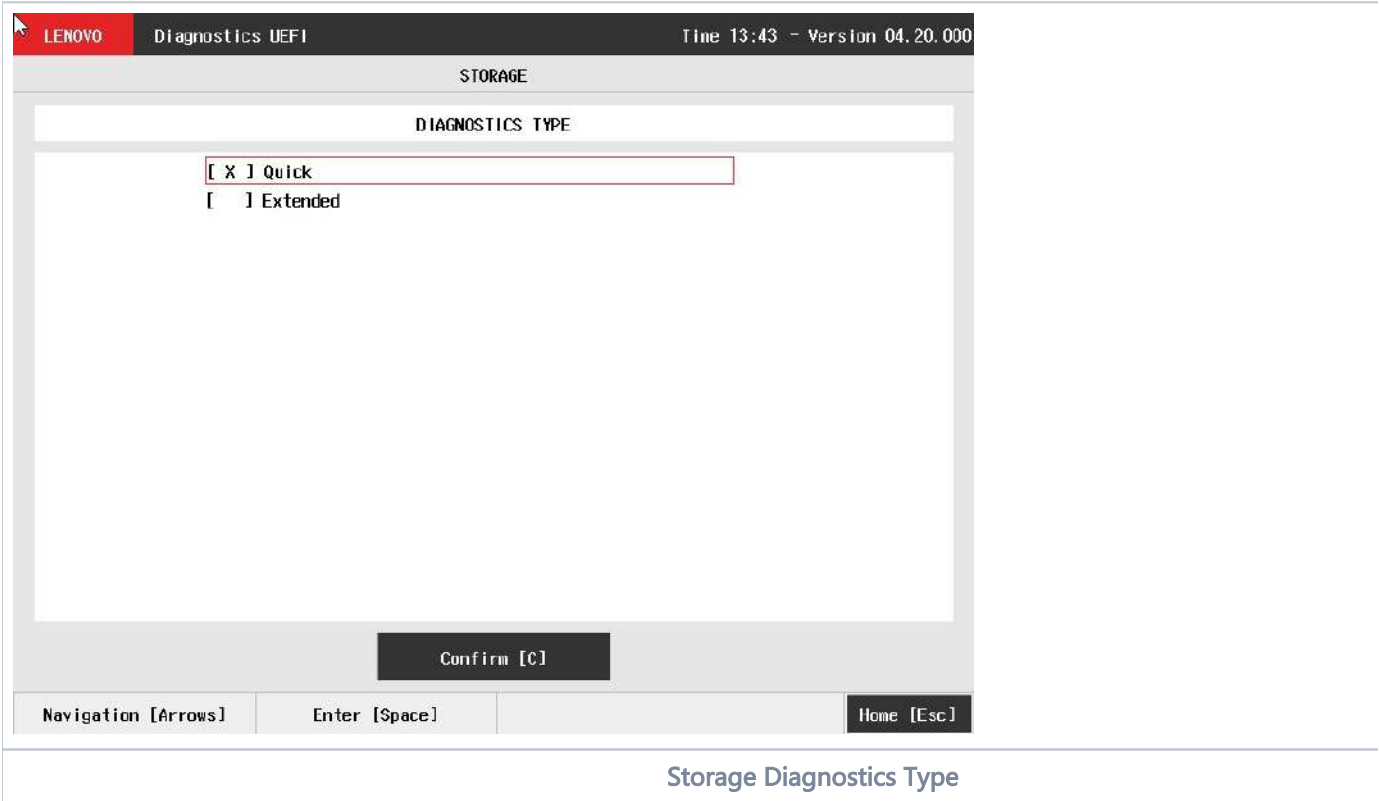 LENOVO Diagnostics UEFI Time 13:43 - Version 04.20.000
STORAGE
DIAGNOSTICS TYPE
[ X ] Quick
[ ] Extended
Confirm [C]
Navigation [Arrows] Enter [Space] Home [Esc]
Storage Diagnostics Type